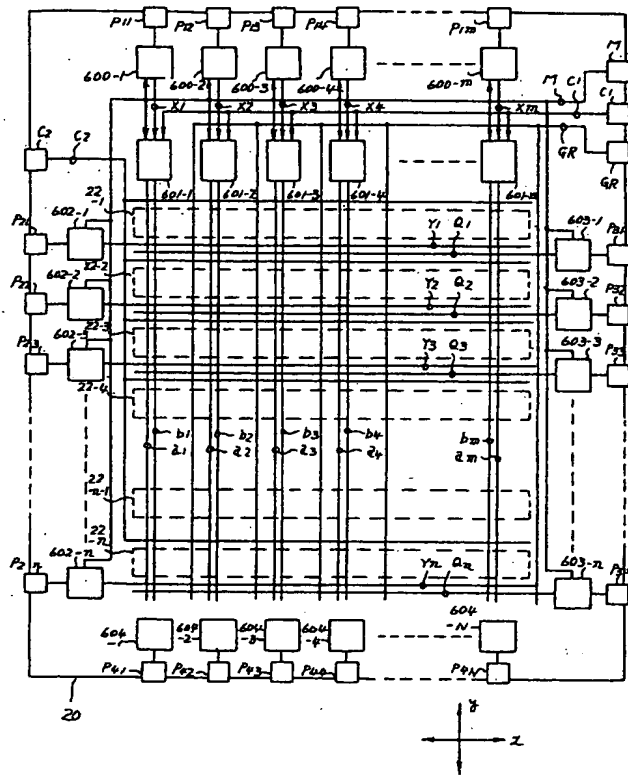 P11 P12 P13 P14 P1m
600-1 600-2 600-3 600-4 600-m
M
M
X1 X2 X3 X4 Xm
C1
C1
C2
C2
GR
GR
601-1 601-2 601-3 601-4
22-1
P21 602-1 Y1 Q1 603-1 P31
22-2
P22 602-2 Y2 Q2 603-2 P32
22-3
P23 602-3 Y3 Q3 603-3 P33
22-4
b1 b2 b3 b4 bm
a1 a2 a3 a4 am
22-n-1
22-n
P2n 602-n Yn Qn 603-n
604-1 604-2 604-3 604-4 604-N
P41 P42 P43 P44 P4N
20
y
x